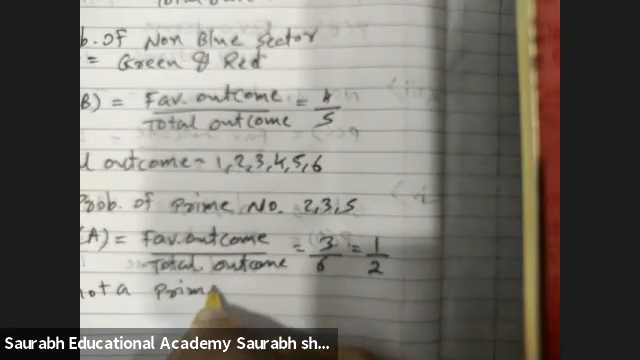 Total
b. of Non Blue sector
= Green & Red
B) = Fav. outcome / Total outcome = 4/5
l outcome = 1,2,3,4,5,6
Prob. of Prime No. 2,3,5
(A) = Fav. outcome / Total outcome = 3/6 = 1/2
not a Prim
Saurabh Educational Academy Saurabh sh...